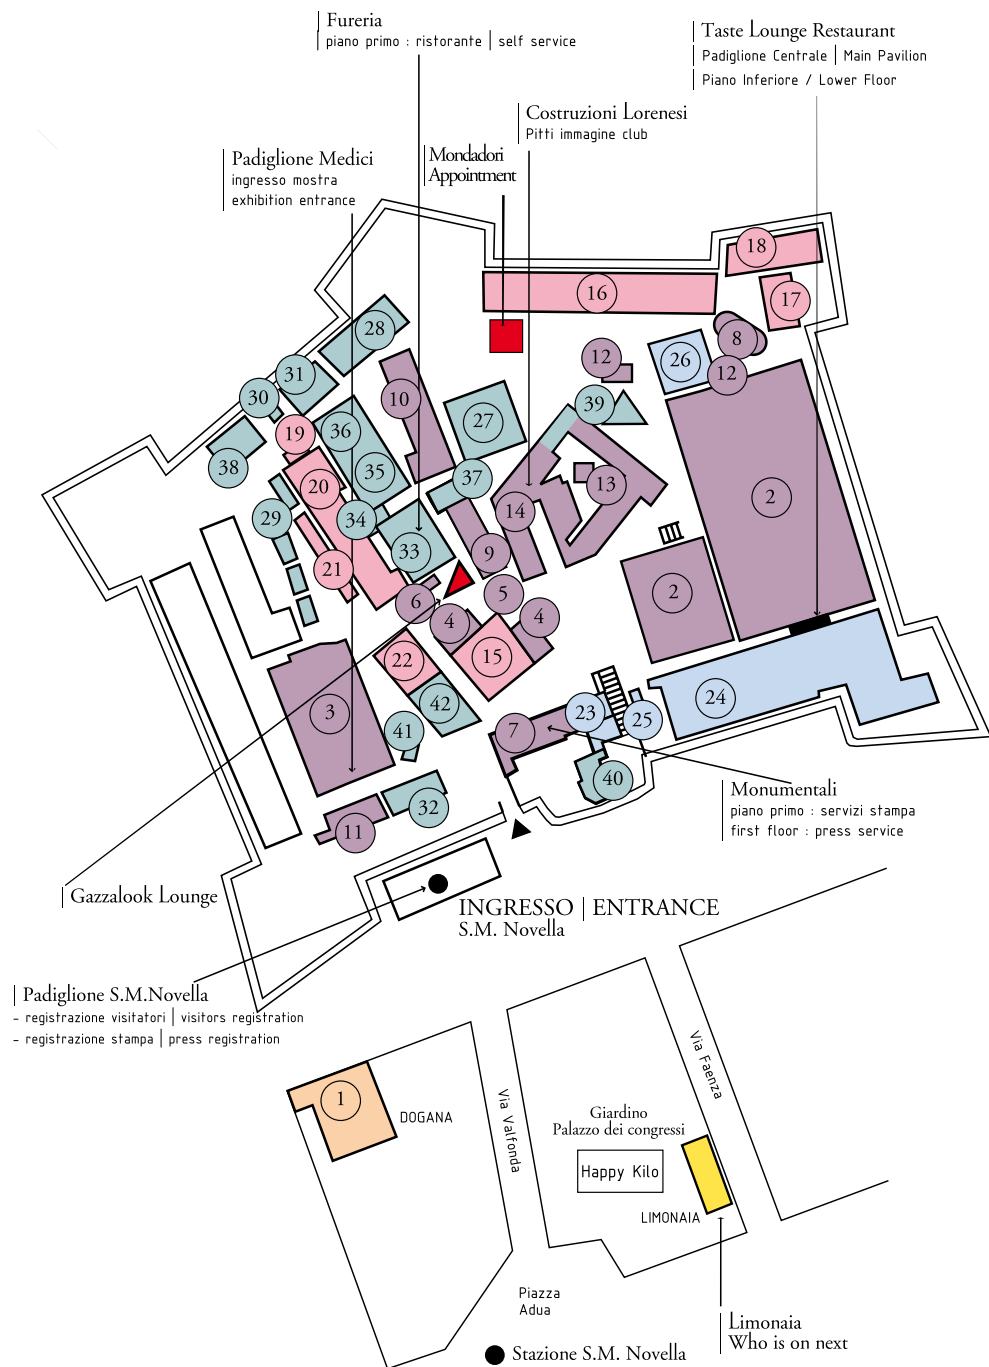 Fureria
piano primo : ristorante | self service
Taste Lounge Restaurant
Padiglione Centrale | Main Pavilion
Piano Inferiore / Lower Floor
Costruzioni Lorenesi
Pitti immagine club
Mondadori
Appointment
Padiglione Medici
ingresso mostra
exhibition entrance
18
16
17
28
8
12
26
12
31
10
30
39
27
19
36
38
20
35
37
13
2
29
34
14
33
9
21
6
5
2
4
4
22
15
42
3
41
7
23
25
24
40
32
11
Monumentali
piano primo : servizi stampa
first floor : press service
Gazzalook Lounge
INGRESSO | ENTRANCE
S.M. Novella
Padiglione S.M.Novella
- registrazione visitatori | visitors registration
- registrazione stampa | press registration
1
DOGANA
Via Valfonda
Via Faenza
Giardino
Palazzo dei congressi
Happy Kilo
LIMONAIA
Piazza
Adua
Limonaia
Who is on next
Stazione S.M. Novella